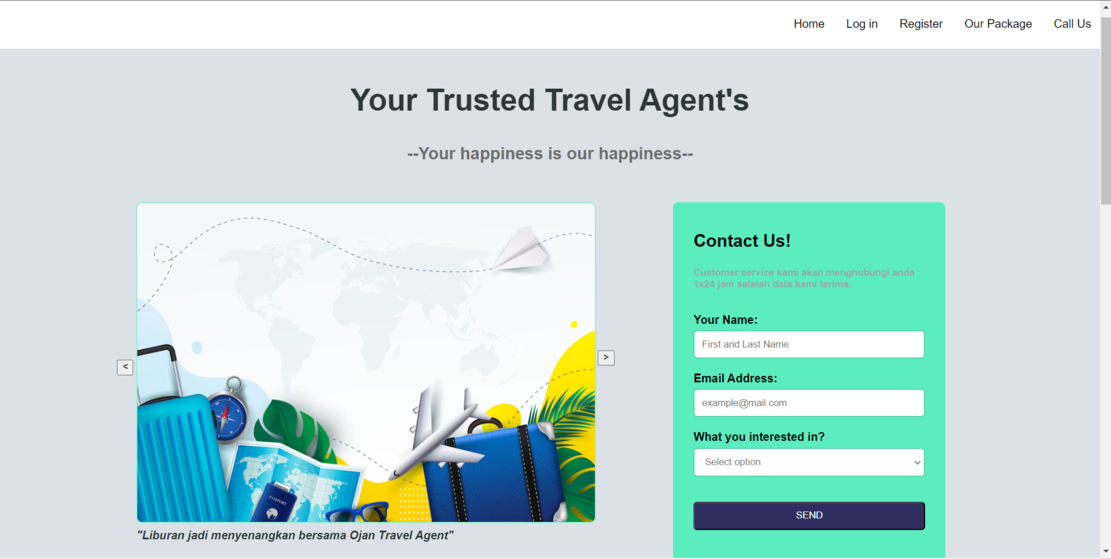 Home Log in Register Our Package Call Us
Your Trusted Travel Agent's
--Your happiness is our happiness--
<
>
PASSPORT
"Liburan jadi menyenangkan bersama Ojan Travel Agent"
Contact Us!
Customer service kami akan menghubungi anda
1x24 jam setelah data kami terima.
Your Name:
First and Last Name
Email Address:
example@mail.com
What you interested in?
Select option
SEND